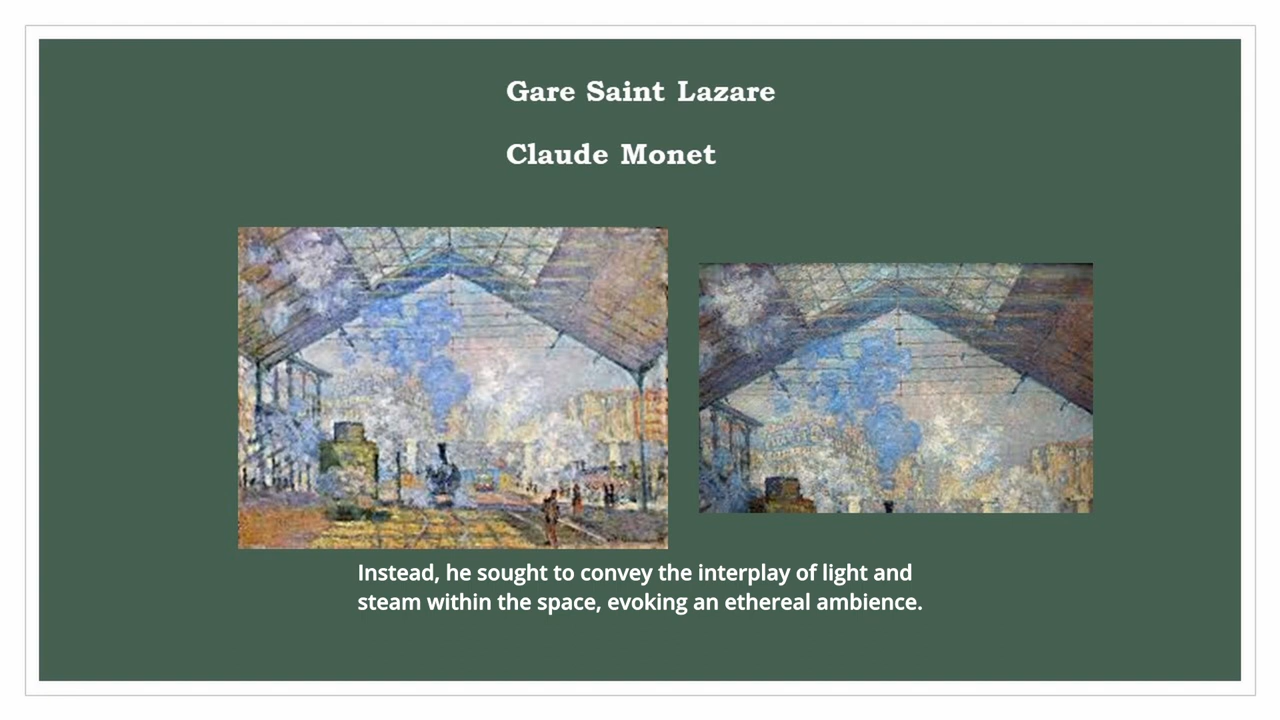 Gare Saint Lazare
Claude Monet
Instead, he sought to convey the interplay of light and
steam within the space, evoking an ethereal ambience.